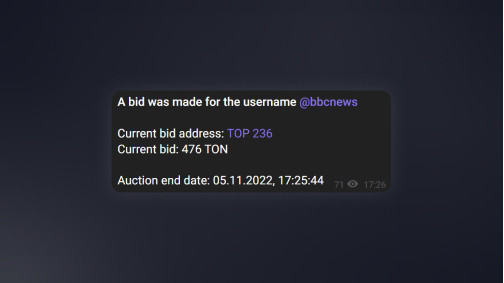 A bid was made for the username @bbcnews
Current bid address: TOP 236
Current bid: 476 TON
Auction end date: 05.11.2022, 17:25:44
71 17:26